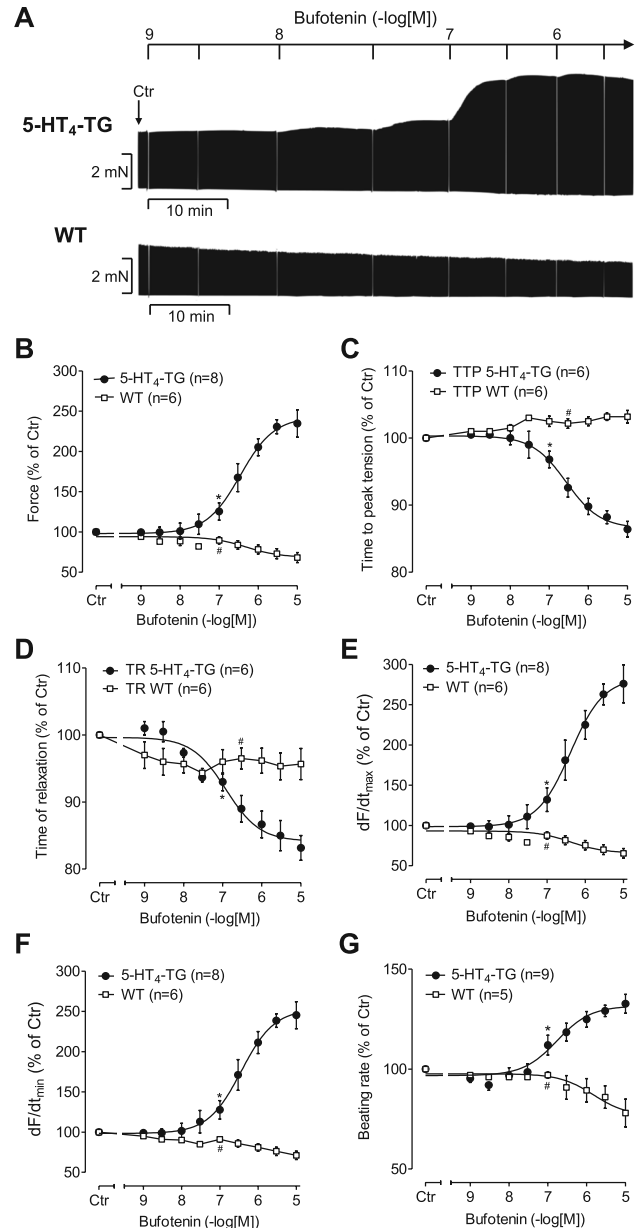 A
Bufotenin (-log[M])
9 8 7 6
Ctr
5-HT₄-TG
2 mN
10 min
WT
2 mN
10 min
B
5-HT₄-TG (n=8)
WT (n=6)
Force (% of Ctr)
300
250
200
150
100
50
*
#
Ctr 9 8 7 6 5
Bufotenin (-log[M])
C
TTP 5-HT₄-TG (n=6)
TTP WT (n=6)
Time to peak tension (% of Ctr)
110
100
90
80
#
*
Ctr 9 8 7 6 5
Bufotenin (-log[M])
D
TR 5-HT₄-TG (n=6)
TR WT (n=6)
Time of relaxation (% of Ctr)
110
100
90
80
#
*
Ctr 9 8 7 6 5
Bufotenin (-log[M])
E
5-HT₄-TG (n=8)
WT (n=6)
dF/dtmax (% of Ctr)
300
250
200
150
100
50
*
#
Ctr 9 8 7 6 5
Bufotenin (-log[M])
F
5-HT₄-TG (n=8)
WT (n=6)
dF/dtmin (% of Ctr)
300
250
200
150
100
50
*
#
Ctr 9 8 7 6 5
Bufotenin (-log[M])
G
5-HT₄-TG (n=9)
WT (n=5)
Beating rate (% of Ctr)
150
100
50
*
#
Ctr 9 8 7 6 5
Bufotenin (-log[M])